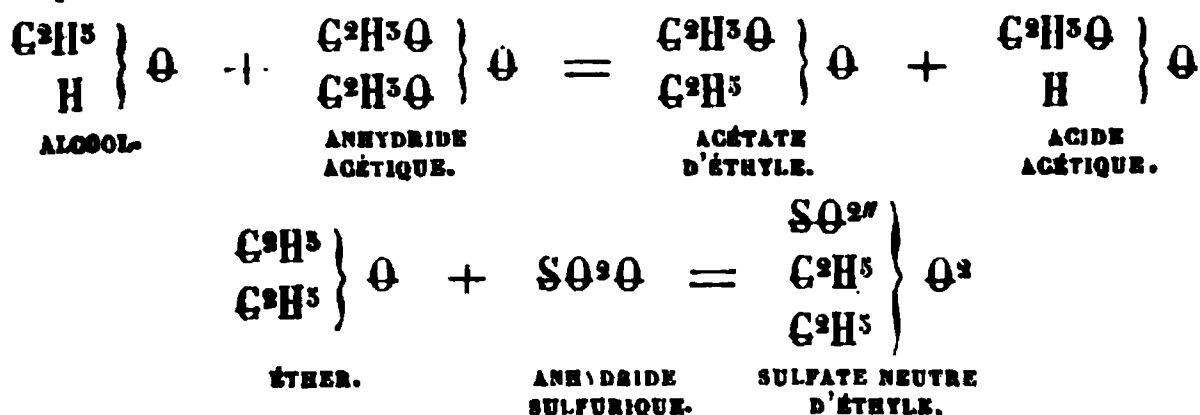 C²H⁵ } O + C²H³O } O = C²H³O } O + C²H³O } O
H C²H³O C²H⁵ H
ALCOOL. ANHYDRIDE ACÉTATE ACIDE
ACÉTIQUE. D'ÉTHYLE. ACÉTIQUE.
SO²″
C²H⁵ } O + SO²O = C²H⁵ } O²
C²H⁵ C²H⁵
ÉTHER. ANHYDRIDE SULFATE NEUTRE
SULFURIQUE. D'ÉTHYLE.